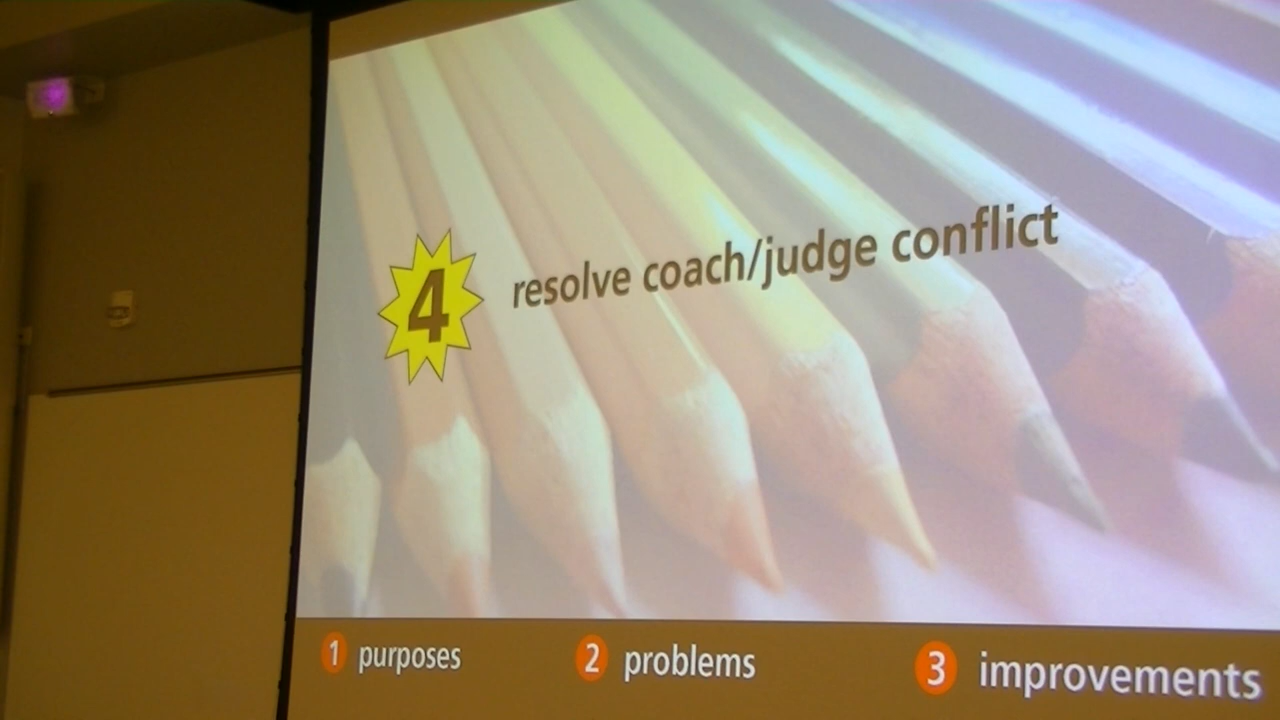 4 resolve coach/judge conflict
1 purposes 2 problems 3 improvements